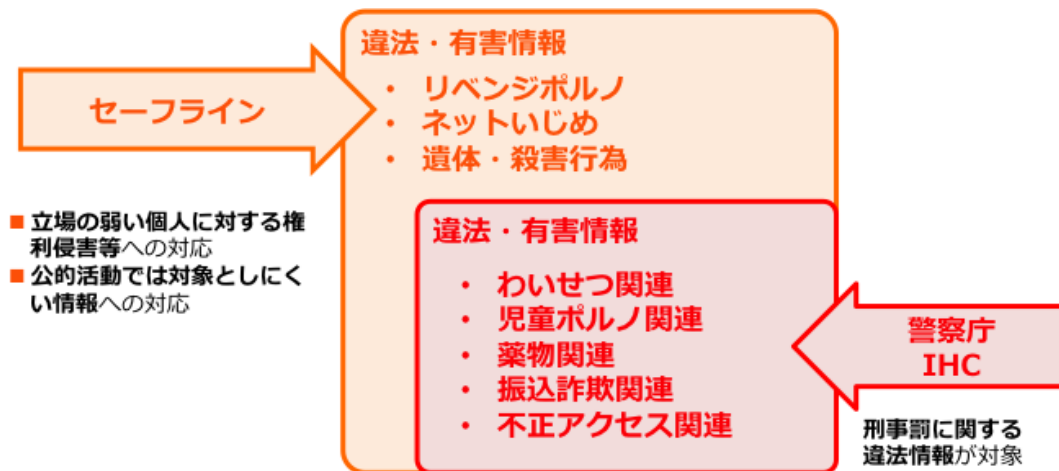 違法・有害情報
・ リベンジポルノ
・ ネットいじめ
・ 遺体・殺害行為
セーフライン
■ 立場の弱い個人に対する権
利侵害等への対応
■ 公的活動では対象としにく
い情報への対応
違法・有害情報
・ わいせつ関連
・ 児童ポルノ関連
・ 薬物関連
・ 振込詐欺関連
・ 不正アクセス関連
警察庁
IHC
刑事罰に関する
違法情報が対象